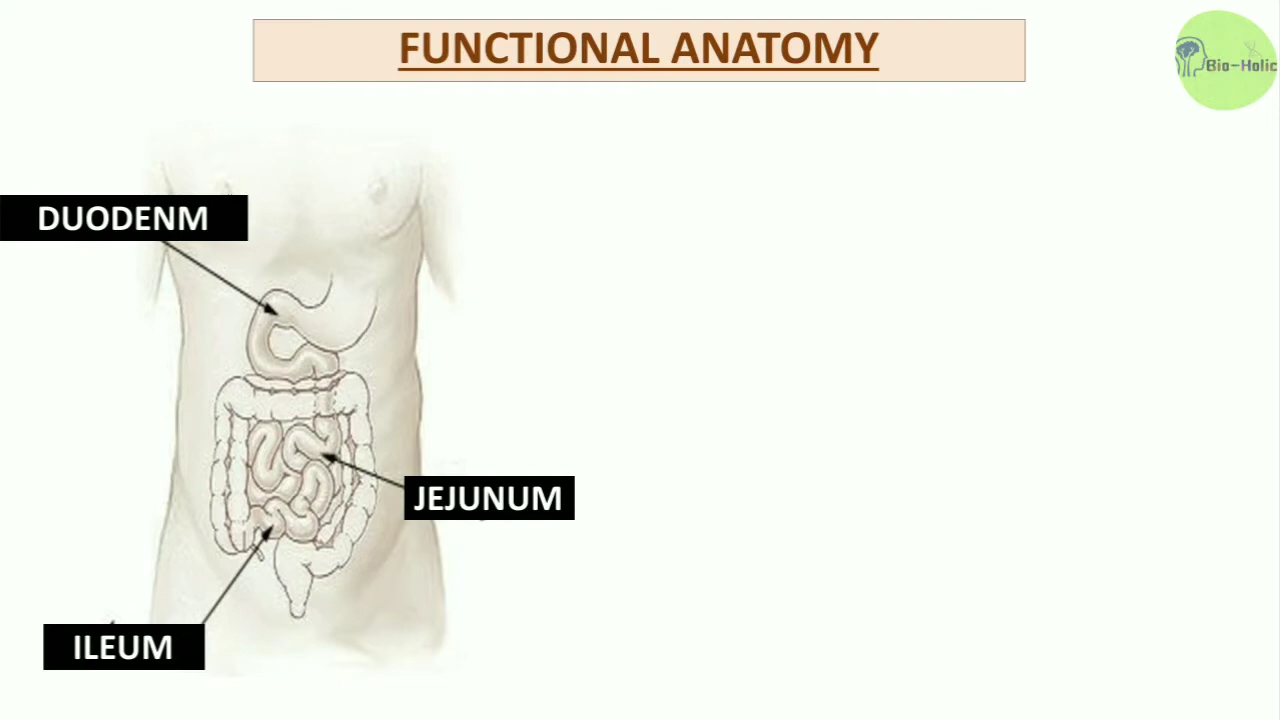 FUNCTIONAL ANATOMY
Bio-Holic
DUODENM
JEJUNUM
ILEUM